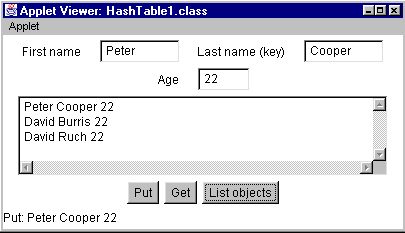 Applet Viewer: HashTable1.class
Applet
First name Peter Last name (key) Cooper
Age 22
Peter Cooper 22
David Burris 22
David Ruch 22
Put Get List objects
Put: Peter Cooper 22